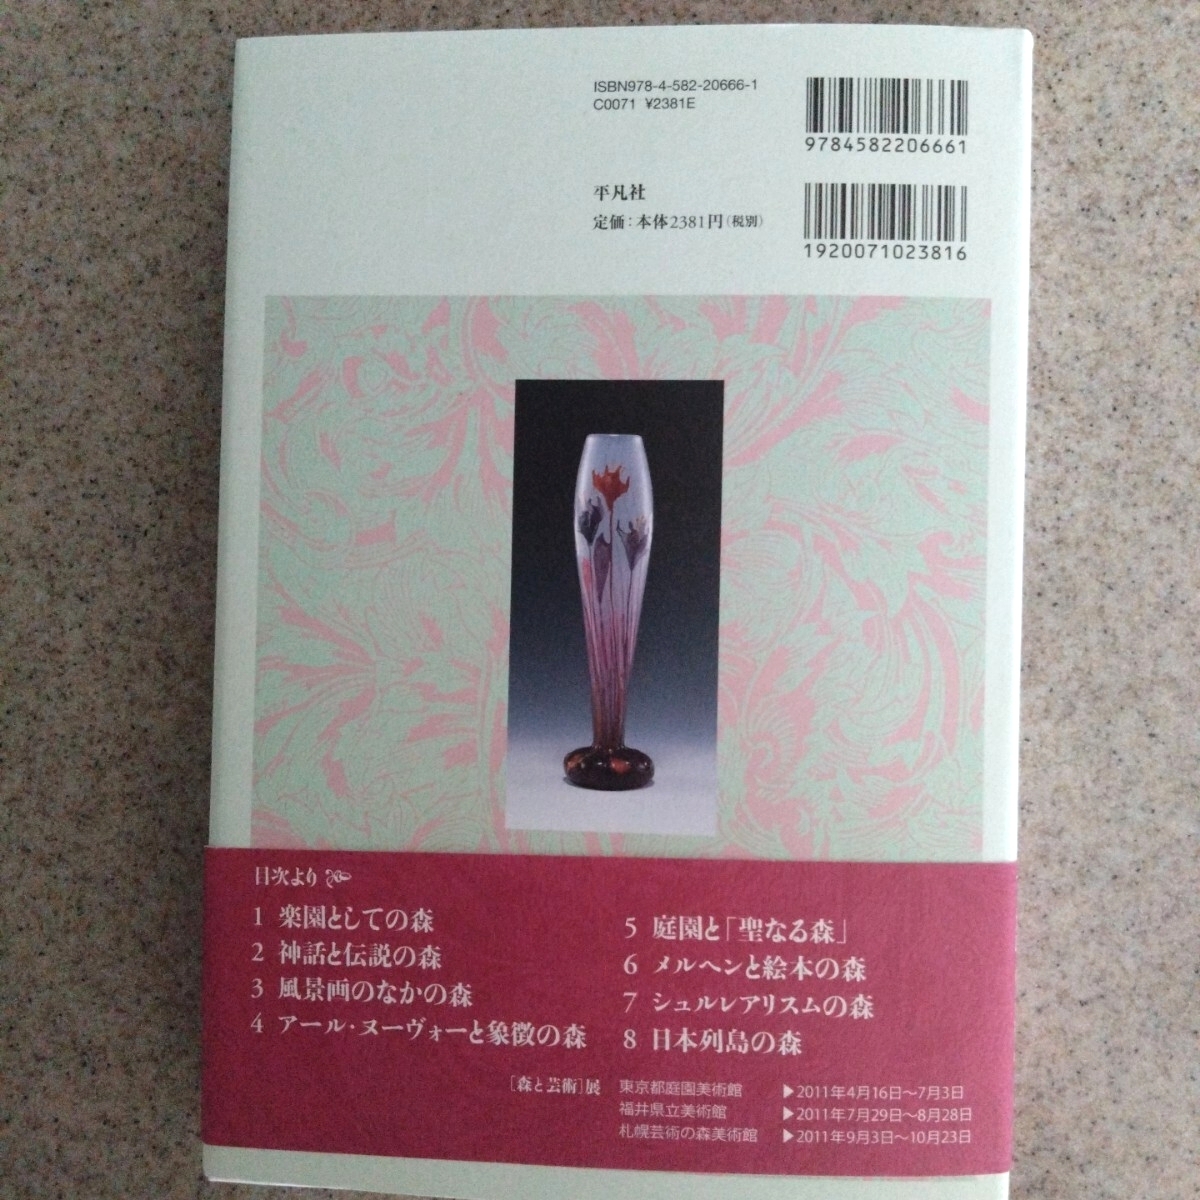 ISBN978-4-582-20666-1
C0071 ¥2381E
9784582206661
平凡社
定価：本体2381円（税別）
1920071023816
目次より
1 楽園としての森
2 神話と伝説の森
3 風景画のなかの森
4 アール・ヌーヴォーと象徴の森
5 庭園と「聖なる森」
6 メルヘンと絵本の森
7 シュルレアリスムの森
8 日本列島の森
［森と芸術］展 東京都庭園美術館 ▶2011年4月16日〜7月3日
福井県立美術館 ▶2011年7月29日〜8月28日
札幌芸術の森美術館 ▶2011年9月3日〜10月23日